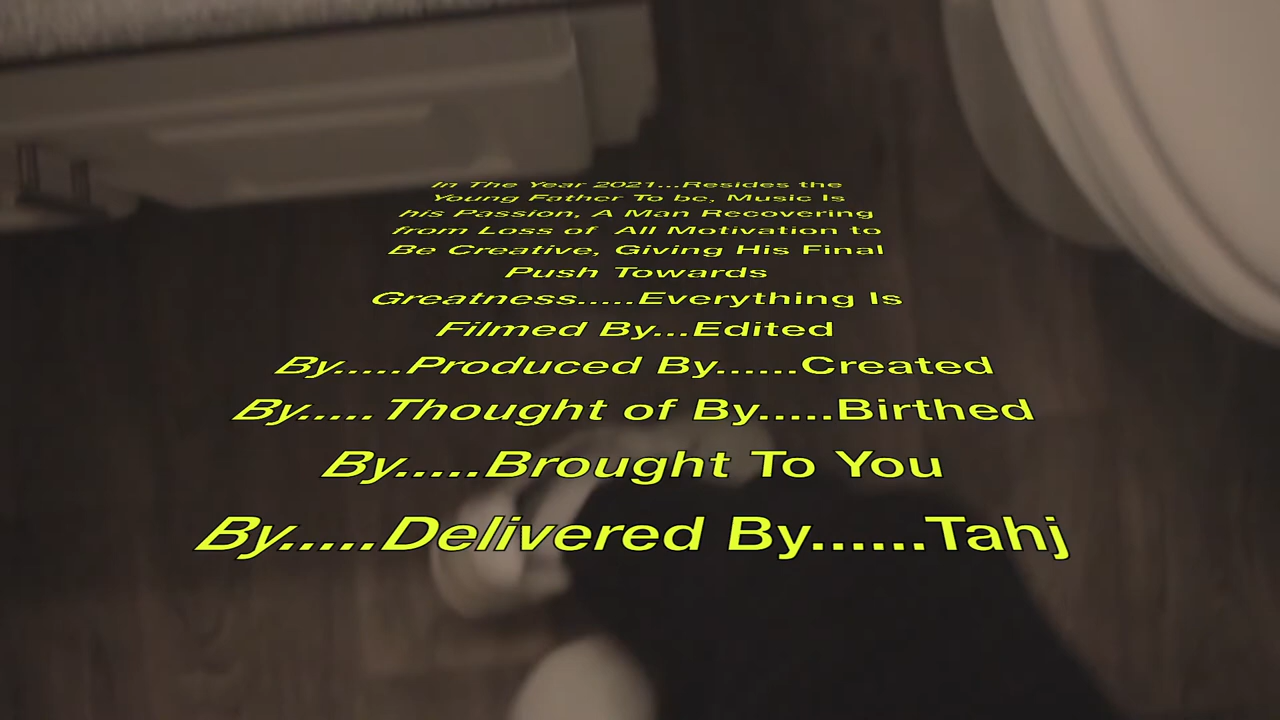 In The Year 2021...Resides the
Young Father To be, Music Is
his Passion, A Man Recovering
from Loss of  All Motivation to
Be Creative, Giving His Final
Push Towards
Greatness.....Everything Is
Filmed By...Edited
By.....Produced By......Created
By.....Thought of By.....Birthed
By.....Brought To You
By.....Delivered By......Tahj